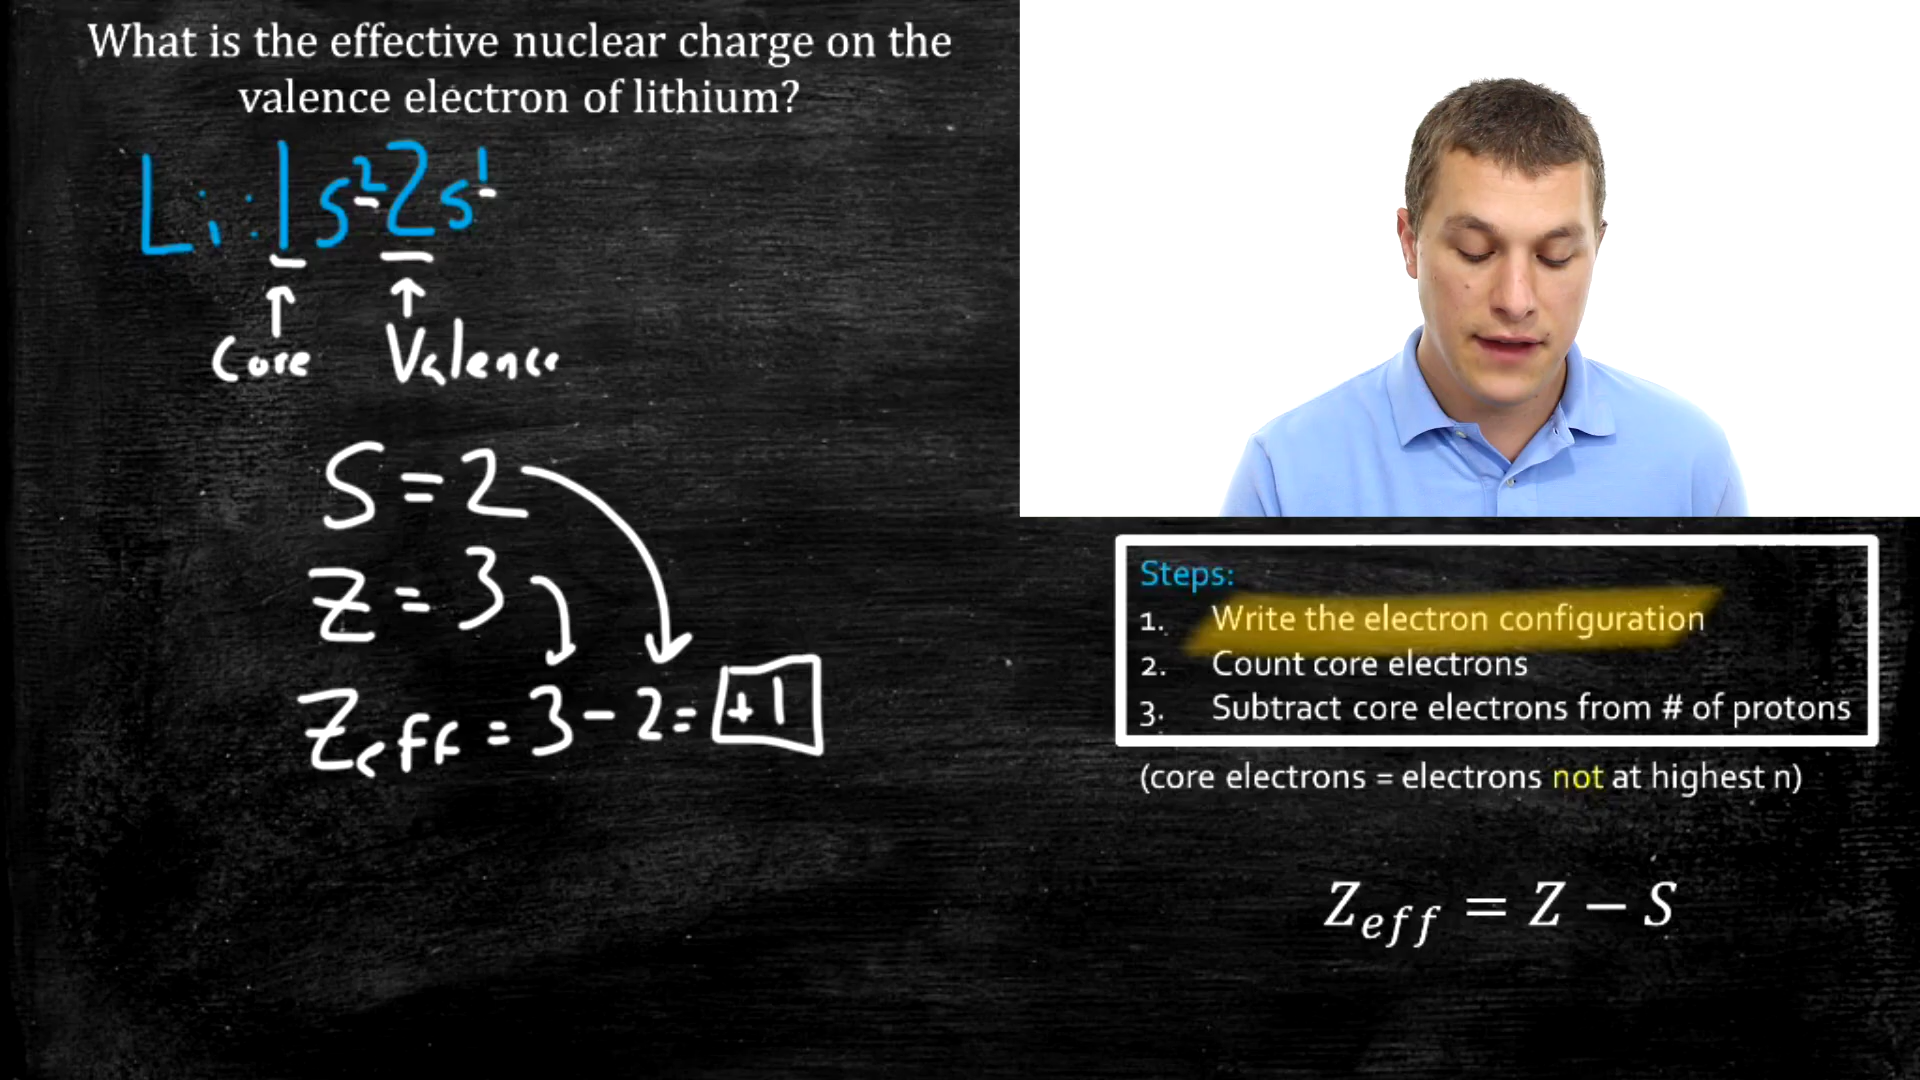 What is the effective nuclear charge on the
valence electron of lithium?
Li: 1s²2s¹
Core Valence
S = 2
Z = 3
Zeff = 3 - 2 = +1
Steps:
1. Write the electron configuration
2. Count core electrons
3. Subtract core electrons from # of protons
(core electrons = electrons not at highest n)
Zeff = Z − S